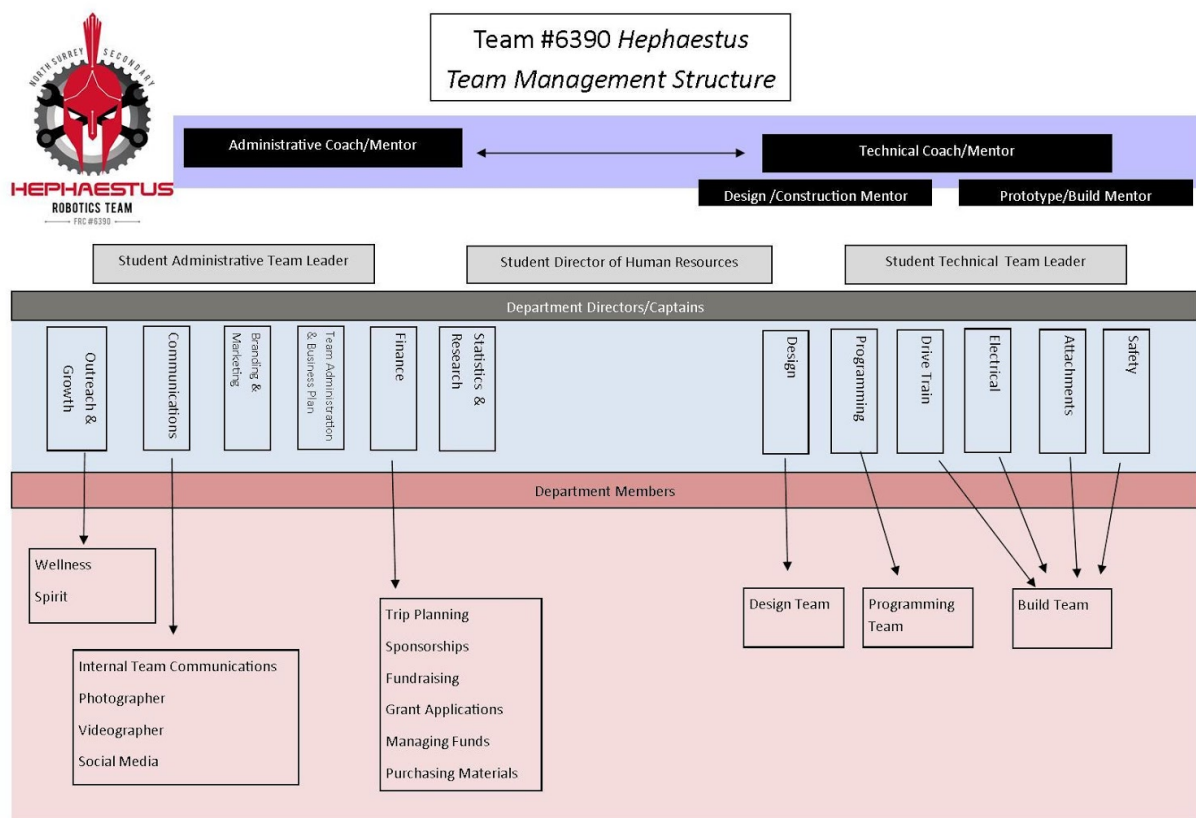 Team #6390 Hephaestus
Team Management Structure
NORTH SURREY SECONDARY
HEPHAESTUS
ROBOTICS TEAM
FRC #6390
Administrative Coach/Mentor
Technical Coach/Mentor
Design /Construction Mentor
Prototype/Build Mentor
Student Administrative Team Leader
Student Director of Human Resources
Student Technical Team Leader
Department Directors/Captains
Outreach &
Growth
Communications
Branding &
Marketing
Team Administration
& Business Plan
Finance
Statistics &
Research
Design
Programming
Drive Train
Electrical
Attachments
Safety
Department Members
Wellness
Spirit
Internal Team Communications
Photographer
Videographer
Social Media
Trip Planning
Sponsorships
Fundraising
Grant Applications
Managing Funds
Purchasing Materials
Design Team
Programming
Team
Build Team